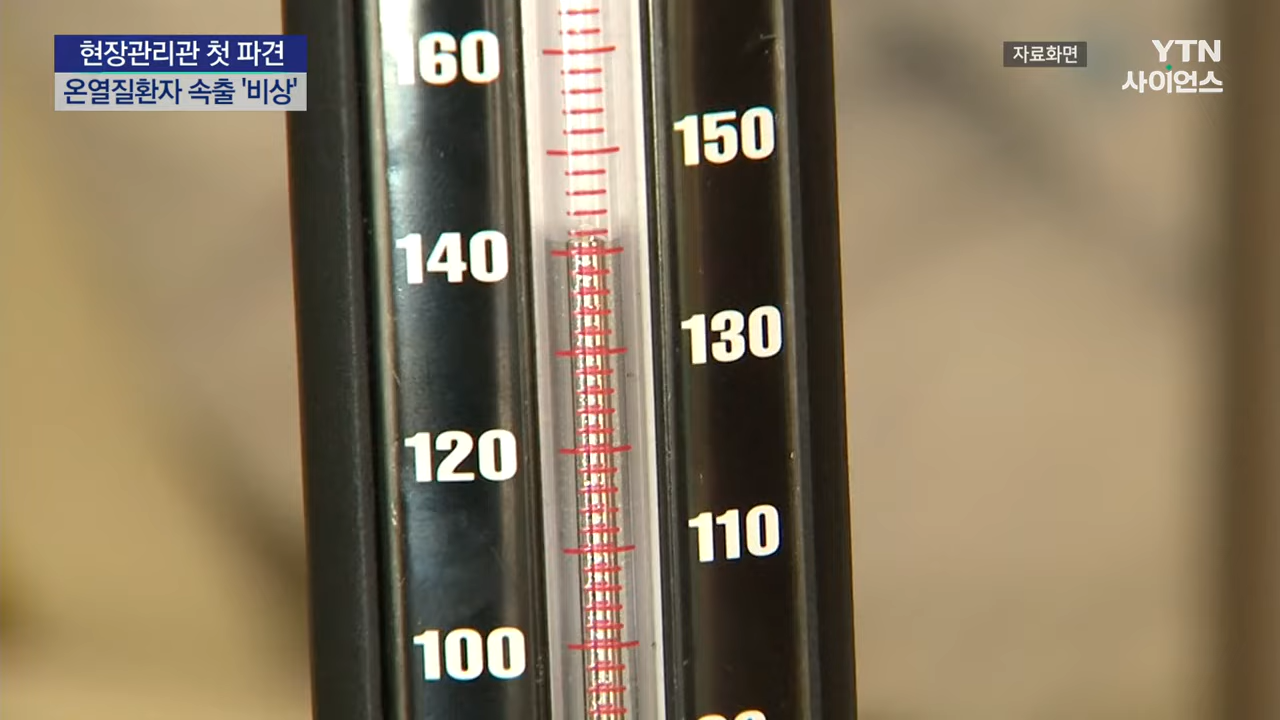 현장관리관 첫 파견
온열질환자 속출 '비상'
자료화면
YTN
사이언스
160
150
140
130
120
110
100